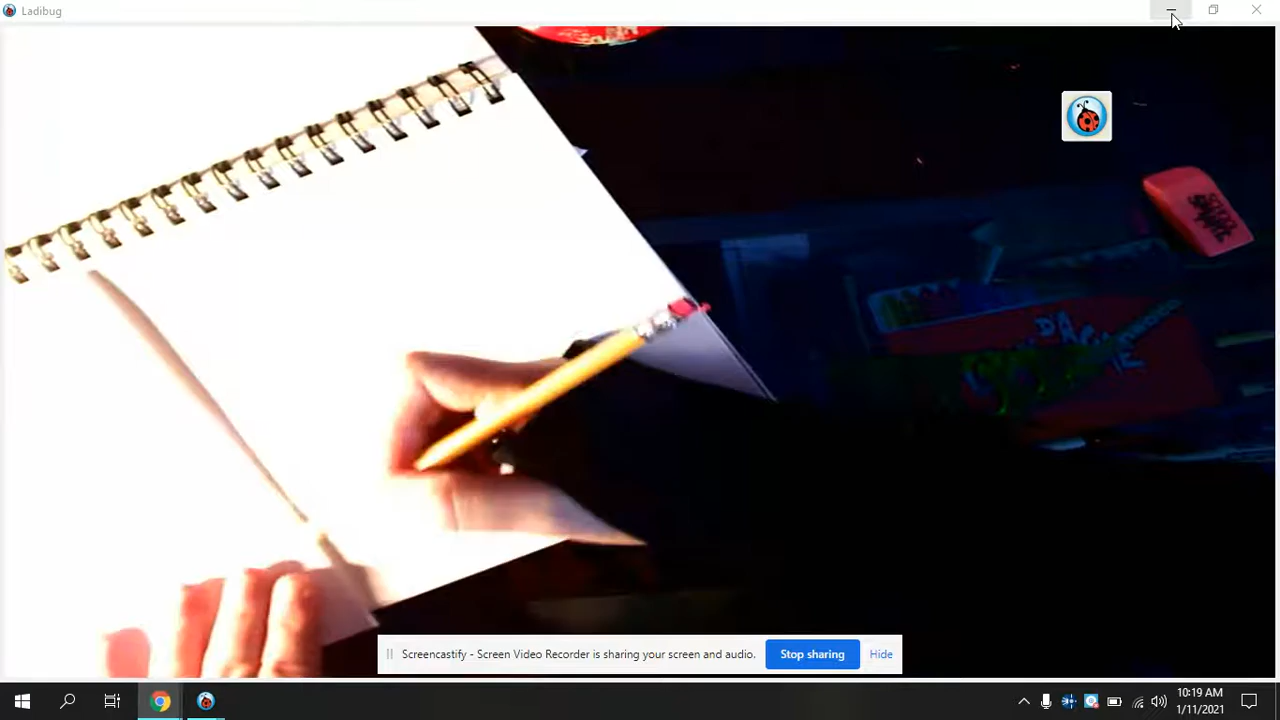 Ladibug
Screencastify - Screen Video Recorder is sharing your screen and audio.
Stop sharing
Hide
10:19 AM
1/11/2021